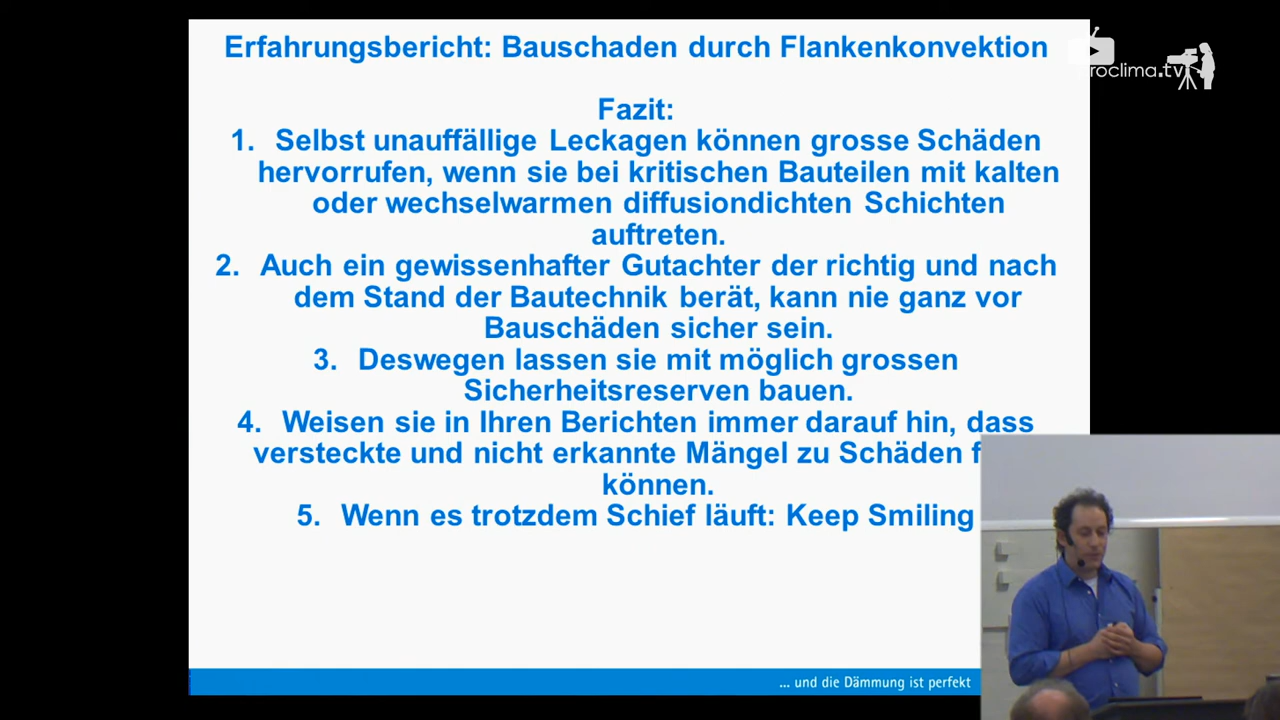 Erfahrungsbericht: Bauschaden durch Flankenkonvektion
proclima.tv
Fazit:
1. Selbst unauffällige Leckagen können grosse Schäden
hervorrufen, wenn sie bei kritischen Bauteilen mit kalten
oder wechselwarmen diffusiondichten Schichten
auftreten.
2. Auch ein gewissenhafter Gutachter der richtig und nach
dem Stand der Bautechnik berät, kann nie ganz vor
Bauschäden sicher sein.
3. Deswegen lassen sie mit möglich grossen
Sicherheitsreserven bauen.
4. Weisen sie in Ihren Berichten immer darauf hin, dass
versteckte und nicht erkannte Mängel zu Schäden
können.
5. Wenn es trotzdem Schief läuft: Keep Smiling
... und die Dämmung ist perfekt